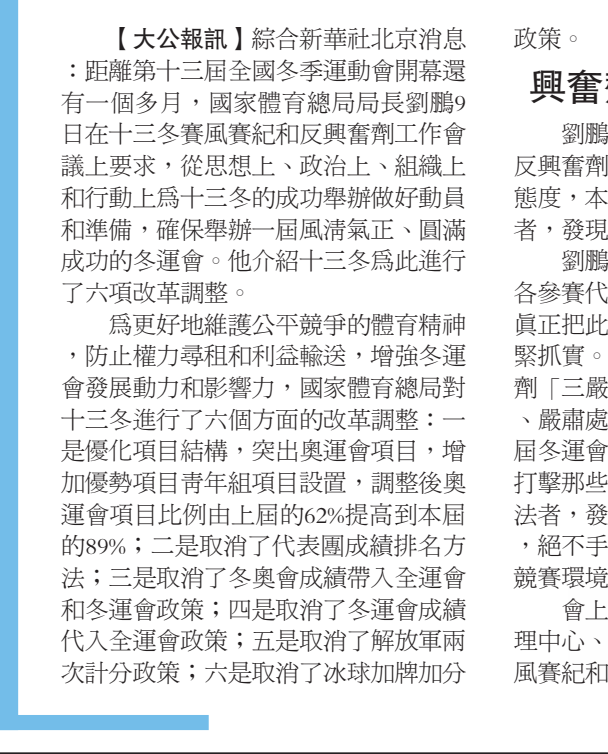 【大公報訊】綜合新華社北京消息
：距離第十三屆全國冬季運動會開幕還
有一個多月，國家體育總局局長劉鵬9
日在十三冬賽風賽紀和反興奮劑工作會
議上要求，從思想上、政治上、組織上
和行動上爲十三冬的成功舉辦做好動員
和準備，確保舉辦一屆風清氣正、圓滿
成功的冬運會。他介紹十三冬爲此進行
了六項改革調整。
爲更好地維護公平競爭的體育精神
，防止權力尋租和利益輸送，增強冬運
會發展動力和影響力，國家體育總局對
十三冬進行了六個方面的改革調整：一
是優化項目結構，突出奧運會項目，增
加優勢項目靑年組項目設置，調整後奧
運會項目比例由上屆的62%提高到本屆
的89%；二是取消了代表團成績排名方
法；三是取消了冬奧會成績帶入全運會
和冬運會政策；四是取消了冬運會成績
代入全運會政策；五是取消了解放軍兩
次計分政策；六是取消了冰球加牌加分
政策。
興奮
劉鵬
反興奮劑
態度，本
者，發現
劉鵬
各參賽代
眞正把此
緊抓實。
劑「三嚴
、嚴肅處
屆冬運會
打擊那些
法者，發
，絕不手
競賽環境
會上
理中心、
風賽紀和